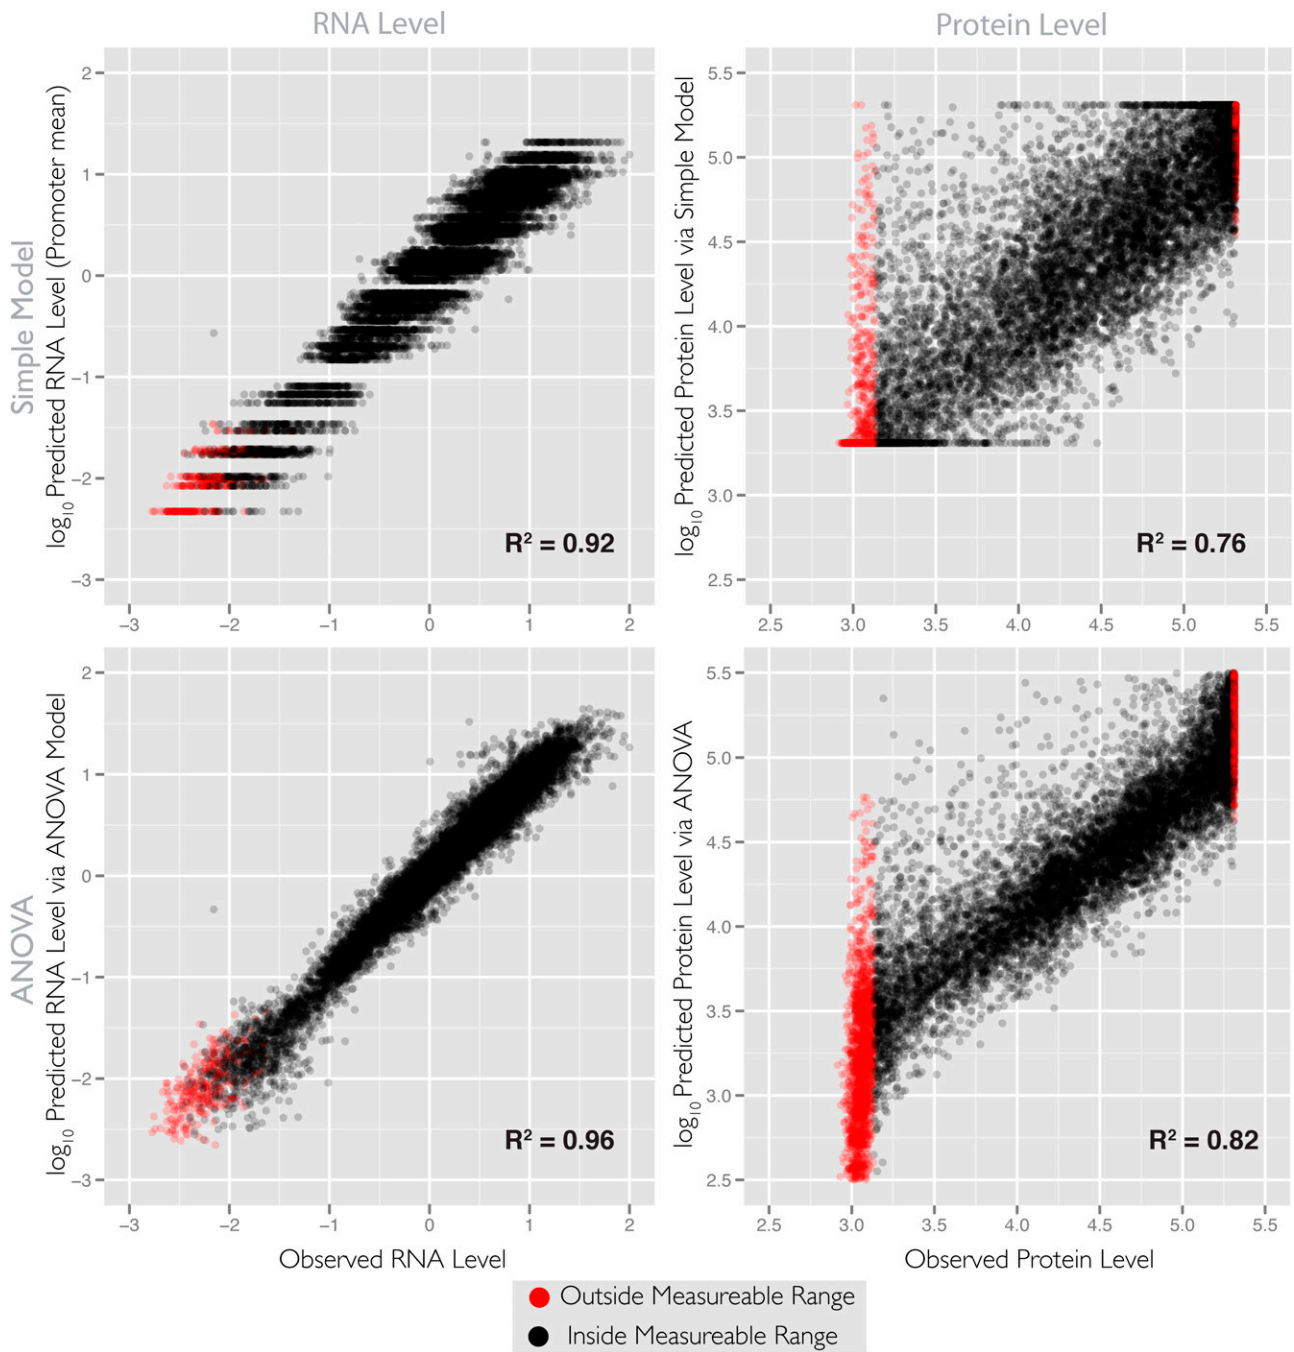 RNA Level
Protein Level
Simple Model
log10 Predicted RNA Level (Promoter mean)
2
1
0
−1
−2
−3
R² = 0.92
−3 −2 −1 0 1 2
log10 Predicted Protein Level via Simple Model
5.5
5.0
4.5
4.0
3.5
3.0
2.5
R² = 0.76
2.5 3.0 3.5 4.0 4.5 5.0 5.5
ANOVA
log10 Predicted RNA Level via ANOVA Model
2
1
0
−1
−2
−3
R² = 0.96
−3 −2 −1 0 1 2
Observed RNA Level
log10 Predicted Protein Level via ANOVA
5.5
5.0
4.5
4.0
3.5
3.0
2.5
R² = 0.82
2.5 3.0 3.5 4.0 4.5 5.0 5.5
Observed Protein Level
Outside Measureable Range
Inside Measureable Range